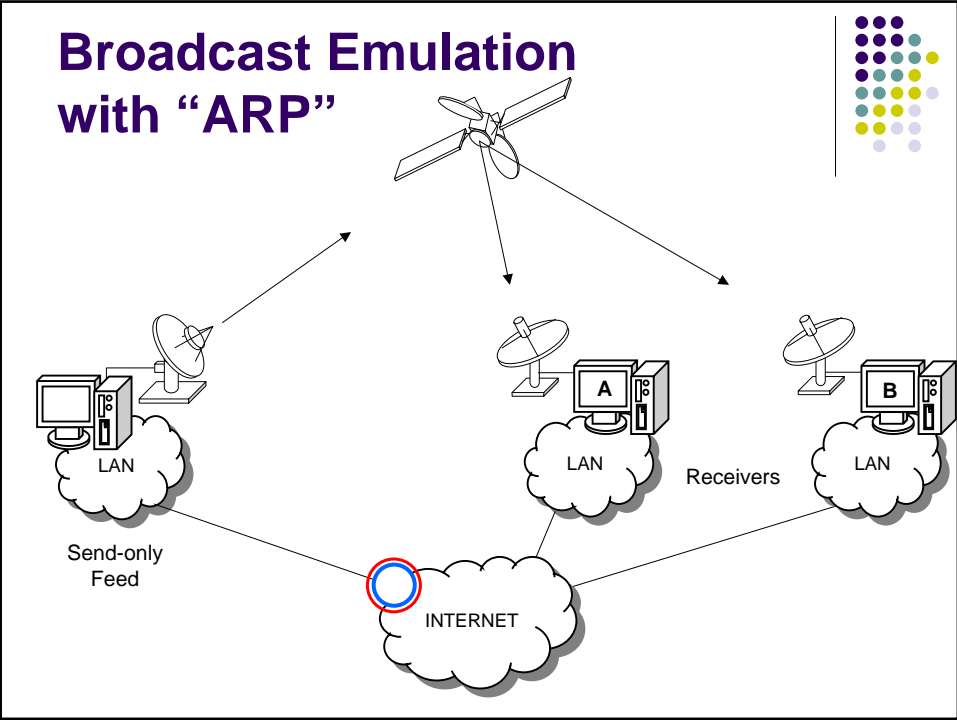 Broadcast Emulation
with “ARP”
A
B
LAN
LAN
LAN
Receivers
Send-only
Feed
INTERNET